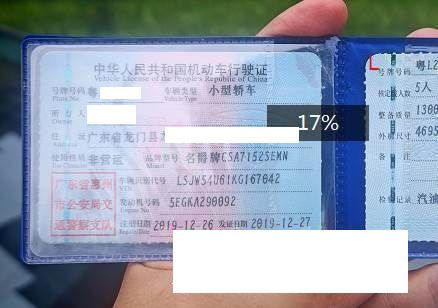 中华人民共和国机动车行驶证
Vehicle License of the People's Republic of China
号牌号码 粤 车辆类型 小型轿车
Plate No. Vehicle Type
所有人
住址 广东省龙门县
使用性质 非营运 品牌型号 名爵牌CSA7152SEMN
Model
广东省惠州
市公安局交
通警察支队
车辆识别代号 LSJW54U61KG167042
VIN
发动机号码 5EGKA290092
Engine No.
注册日期 2019-12-26 发证日期 2019-12-27
Register Date Issue Date
号牌号码 粤L2
核定载人数 5人
整备质量 1300
外廓尺寸 4695
备注
检验记录 汽油
17%